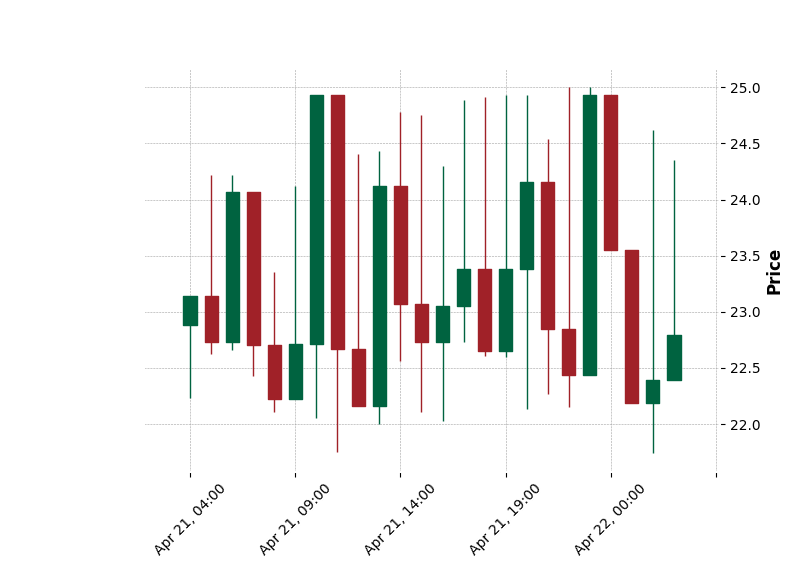 25.0
24.5
24.0
23.5
23.0
22.5
22.0
Price
Apr 21, 04:00
Apr 21, 09:00
Apr 21, 14:00
Apr 21, 19:00
Apr 22, 00:00